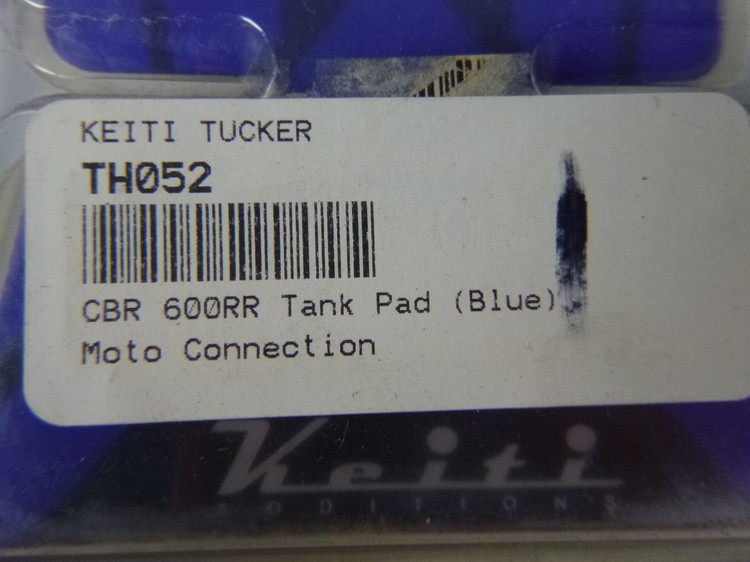 KEITI TUCKER
TH052
CBR 600RR Tank Pad (Blue)
Moto Connection
Keiti